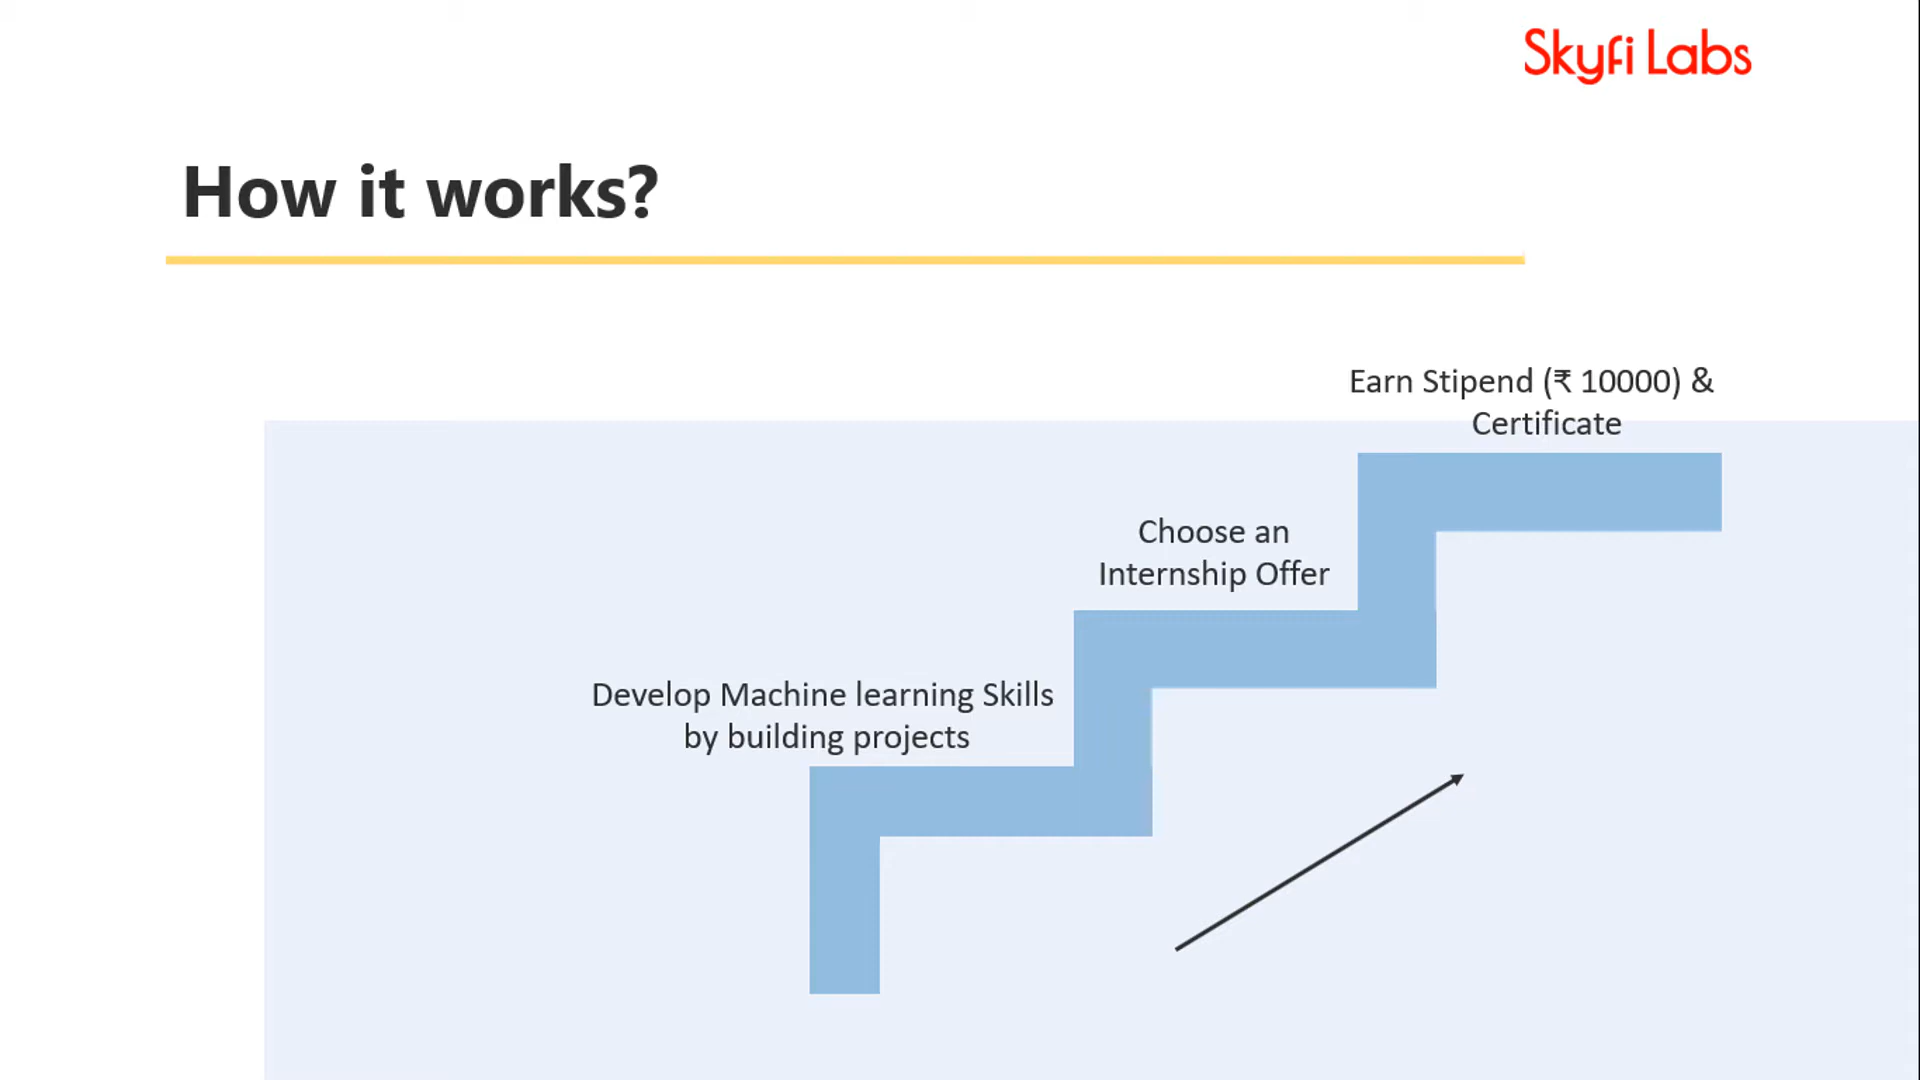 Skyfi Labs
How it works?
Earn Stipend (₹ 10000) &
Certificate
Choose an
Internship Offer
Develop Machine learning Skills
by building projects